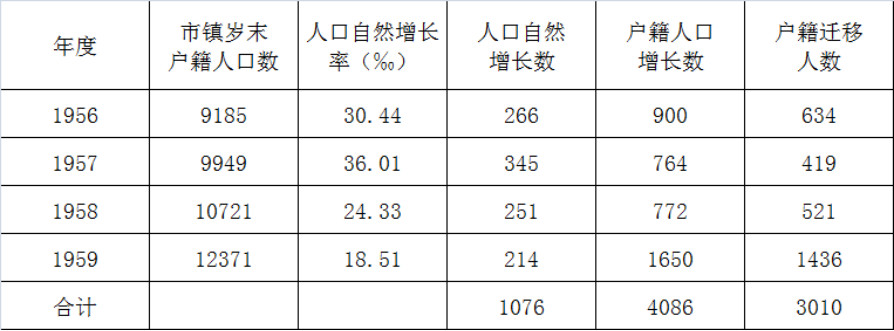 年度 市镇岁末户籍人口数 人口自然增长率（‰） 人口自然增长数 户籍人口增长数 户籍迁移人数
1956 9185 30.44 266 900 634
1957 9949 36.01 345 764 419
1958 10721 24.33 251 772 521
1959 12371 18.51 214 1650 1436
合计 1076 4086 3010